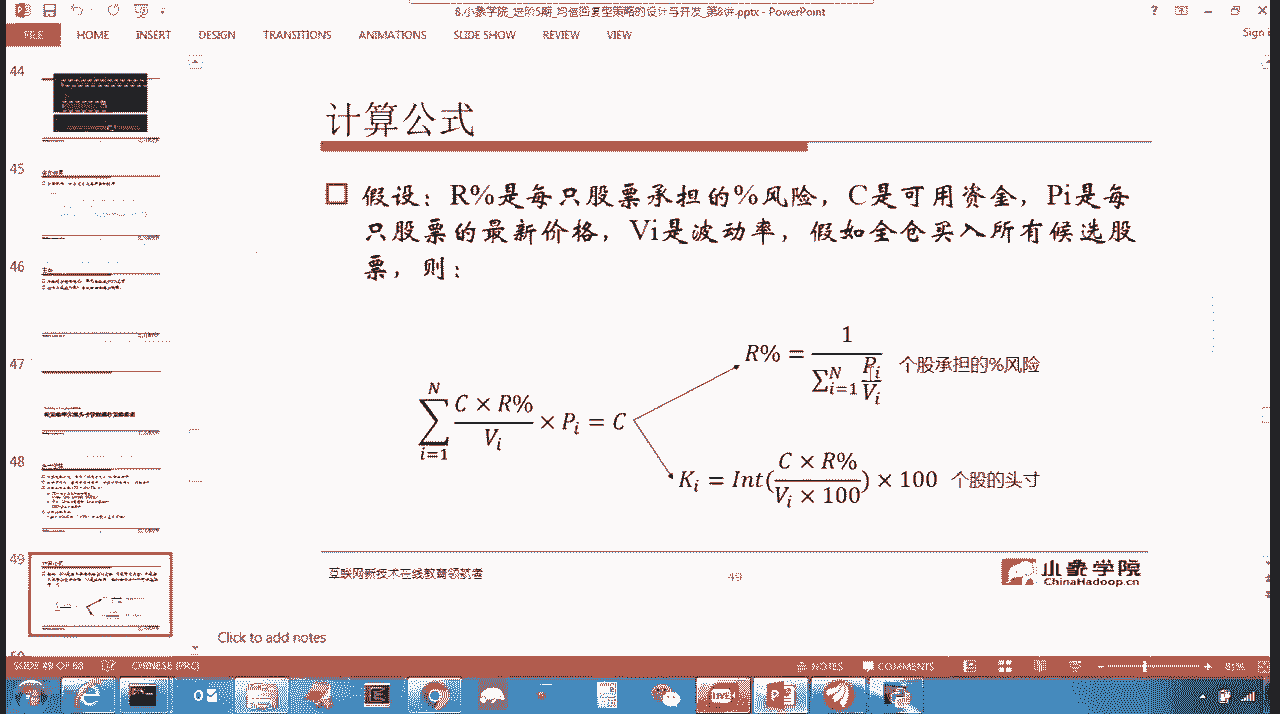 8.小象学院_进阶5期_均值回复型策略的设计与开发_第8讲.pptx - PowerPoint
FILE HOME INSERT DESIGN TRANSITIONS ANIMATIONS SLIDE SHOW REVIEW VIEW
Sign
44
45
46
47
48
49
计算公式
假设：R%是每只股票承担的%风险，C是可用资金，Pi是每
只股票的最新价格，Vi是波动率，假如全仓买入所有候选股
票，则：
\sum_{i=1}^{N} \frac{C × R%}{V_i} × P_i = C
R% = \frac{1}{\sum_{i=1}^{N} \frac{P_i}{V_i}} 个股承担的%风险
K_i = Int(\frac{C × R%}{V_i × 100}) × 100 个股的头寸
互联网新技术在线教育领航者
49
小象学院
ChinaHadoop.cn
Click to add notes
SLIDE 49 OF 68 CHINESE (PRC) NOTES COMMENTS 81%
LIVE